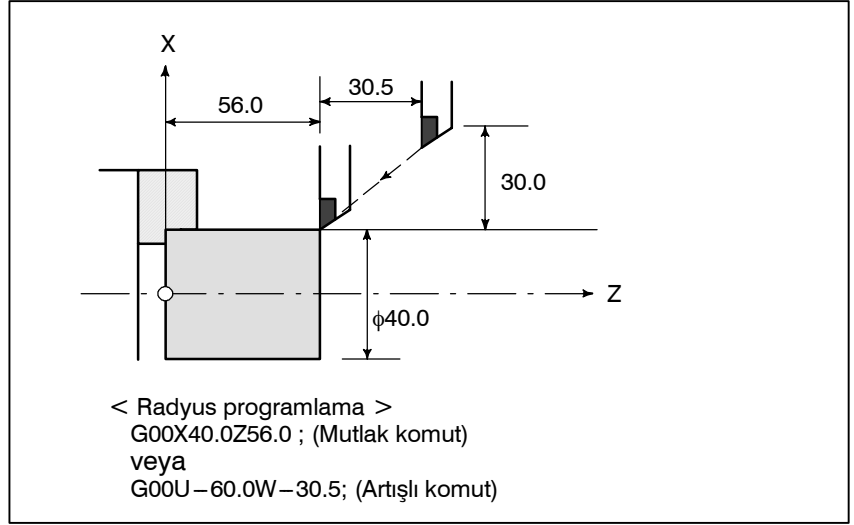 X
30.5
56.0
30.0
Z
φ40.0
< Radyus programlama >
G00X40.0Z56.0 ; (Mutlak komut)
veya
G00U−60.0W−30.5; (Artışlı komut)